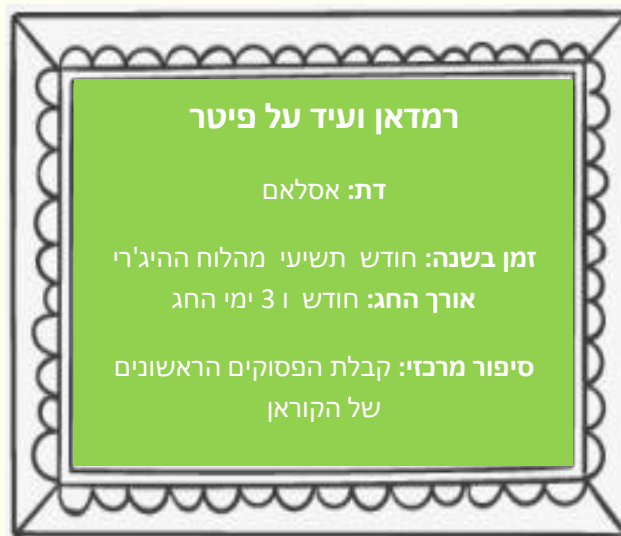 רמדאן ועיד על פיטר
דת: אסלאם
זמן בשנה: חודש תשיעי מהלוח ההיג'רי
אורך החג: חודש ו 3 ימי החג
סיפור מרכזי: קבלת הפסוקים הראשונים
של הקוראן